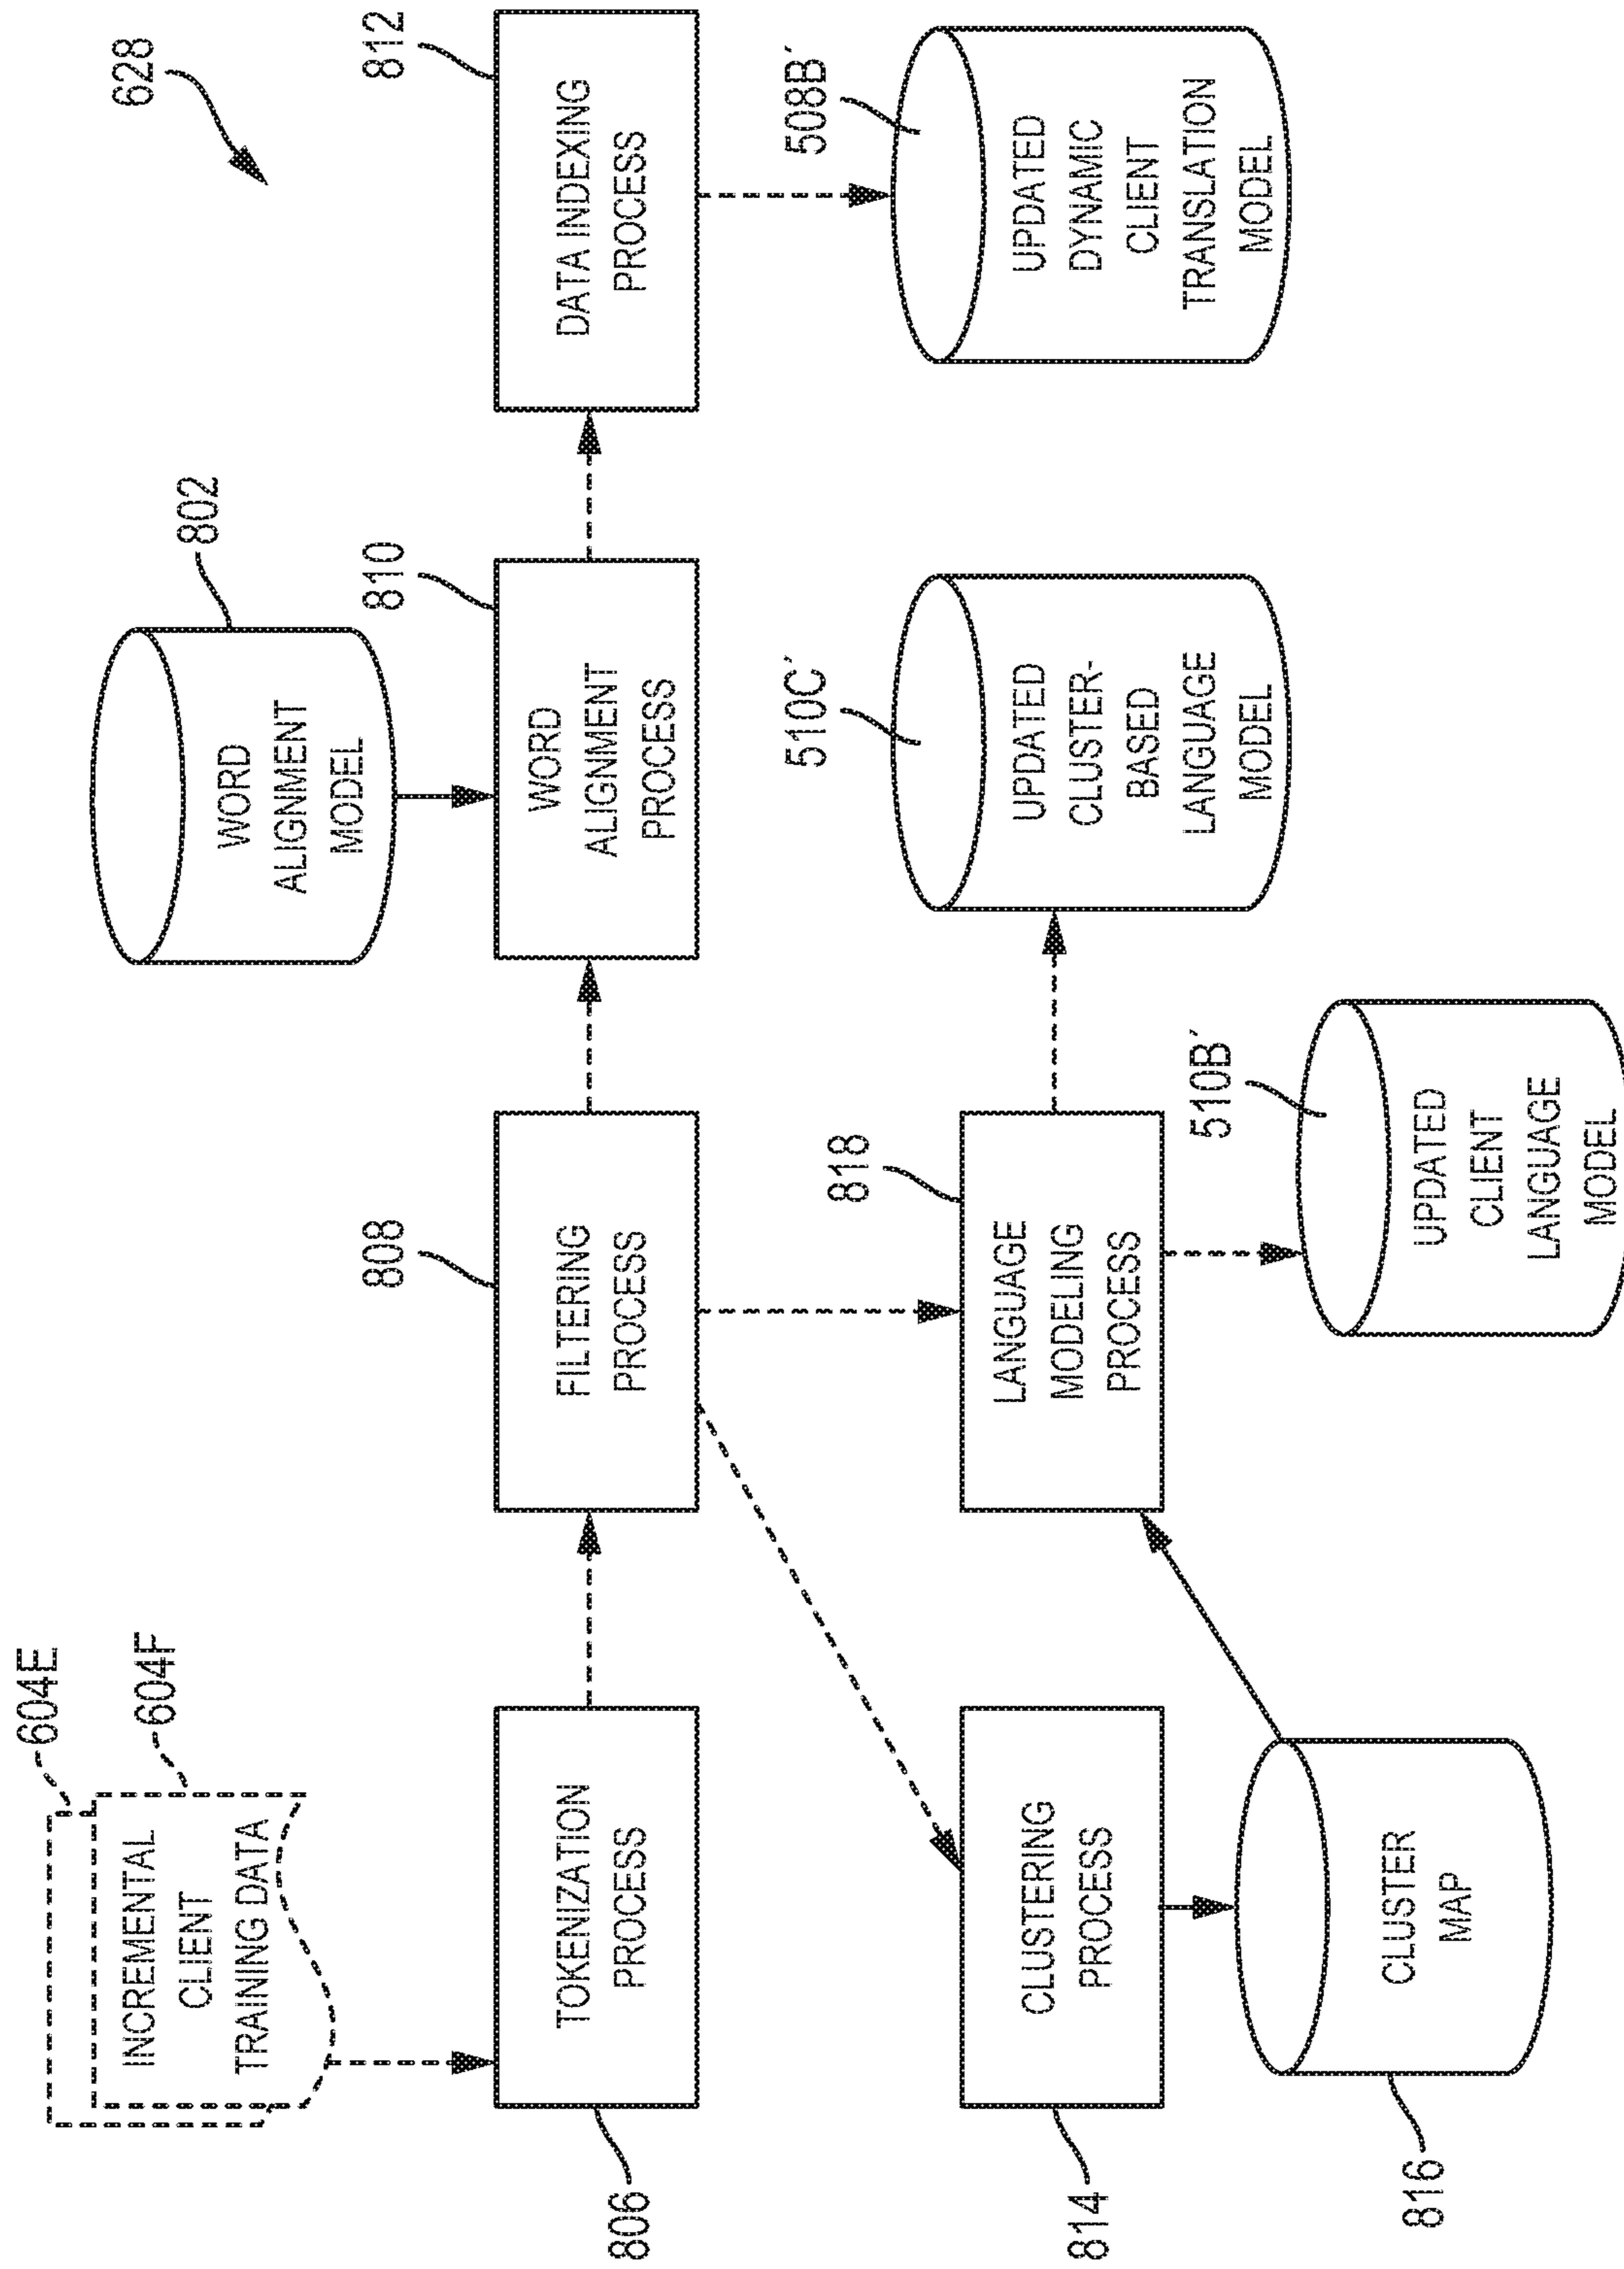 628
604E
604F
INCREMENTAL
CLIENT
TRAINING DATA
WORD
ALIGNMENT
MODEL
802
806
TOKENIZATION
PROCESS
808
FILTERING
PROCESS
810
WORD
ALIGNMENT
PROCESS
812
DATA INDEXING
PROCESS
814
CLUSTERING
PROCESS
818
LANGUAGE
MODELING
PROCESS
510C´
UPDATED
CLUSTER-
BASED
LANGUAGE
MODEL
508B´
UPDATED
DYNAMIC
CLIENT
TRANSLATION
MODEL
816
CLUSTER
MAP
510B´
UPDATED
CLIENT
LANGUAGE
MODEL